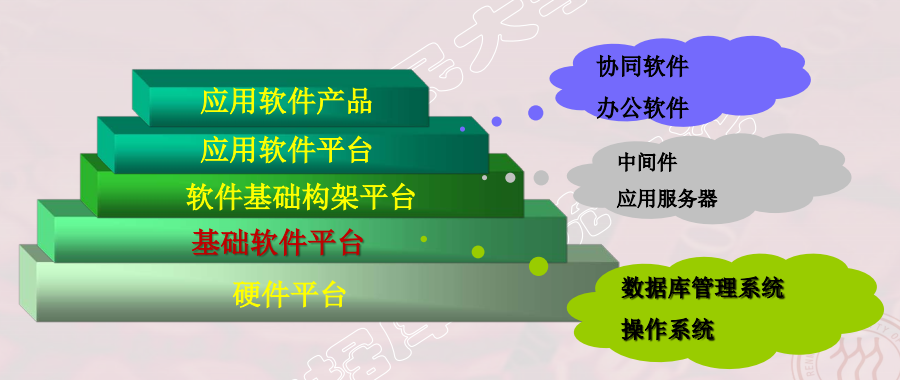 应用软件产品
应用软件平台
软件基础构架平台
基础软件平台
硬件平台
协同软件
办公软件
中间件
应用服务器
数据库管理系统
操作系统